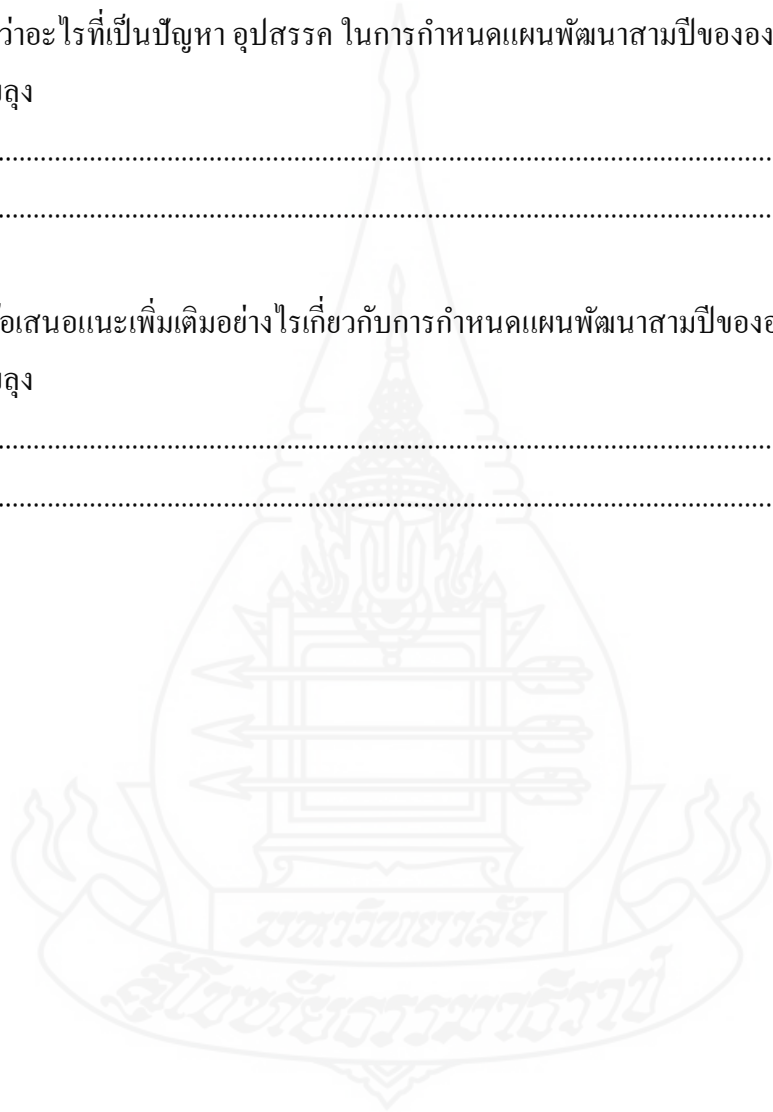 ว่าอะไรที่เป็นปัญหา อุปสรรค ในการกำหนดแผนพัฒนาสามปีขององ
ลุง
................................................................................
................................................................................
อเสนอแนะเพิ่มเติมอย่างไรเกี่ยวกับการกำหนดแผนพัฒนาสามปีของอ
ลุง
................................................................................
................................................................................
มหาวิทยาลัย
สุโขทัยธรรมาธิราช